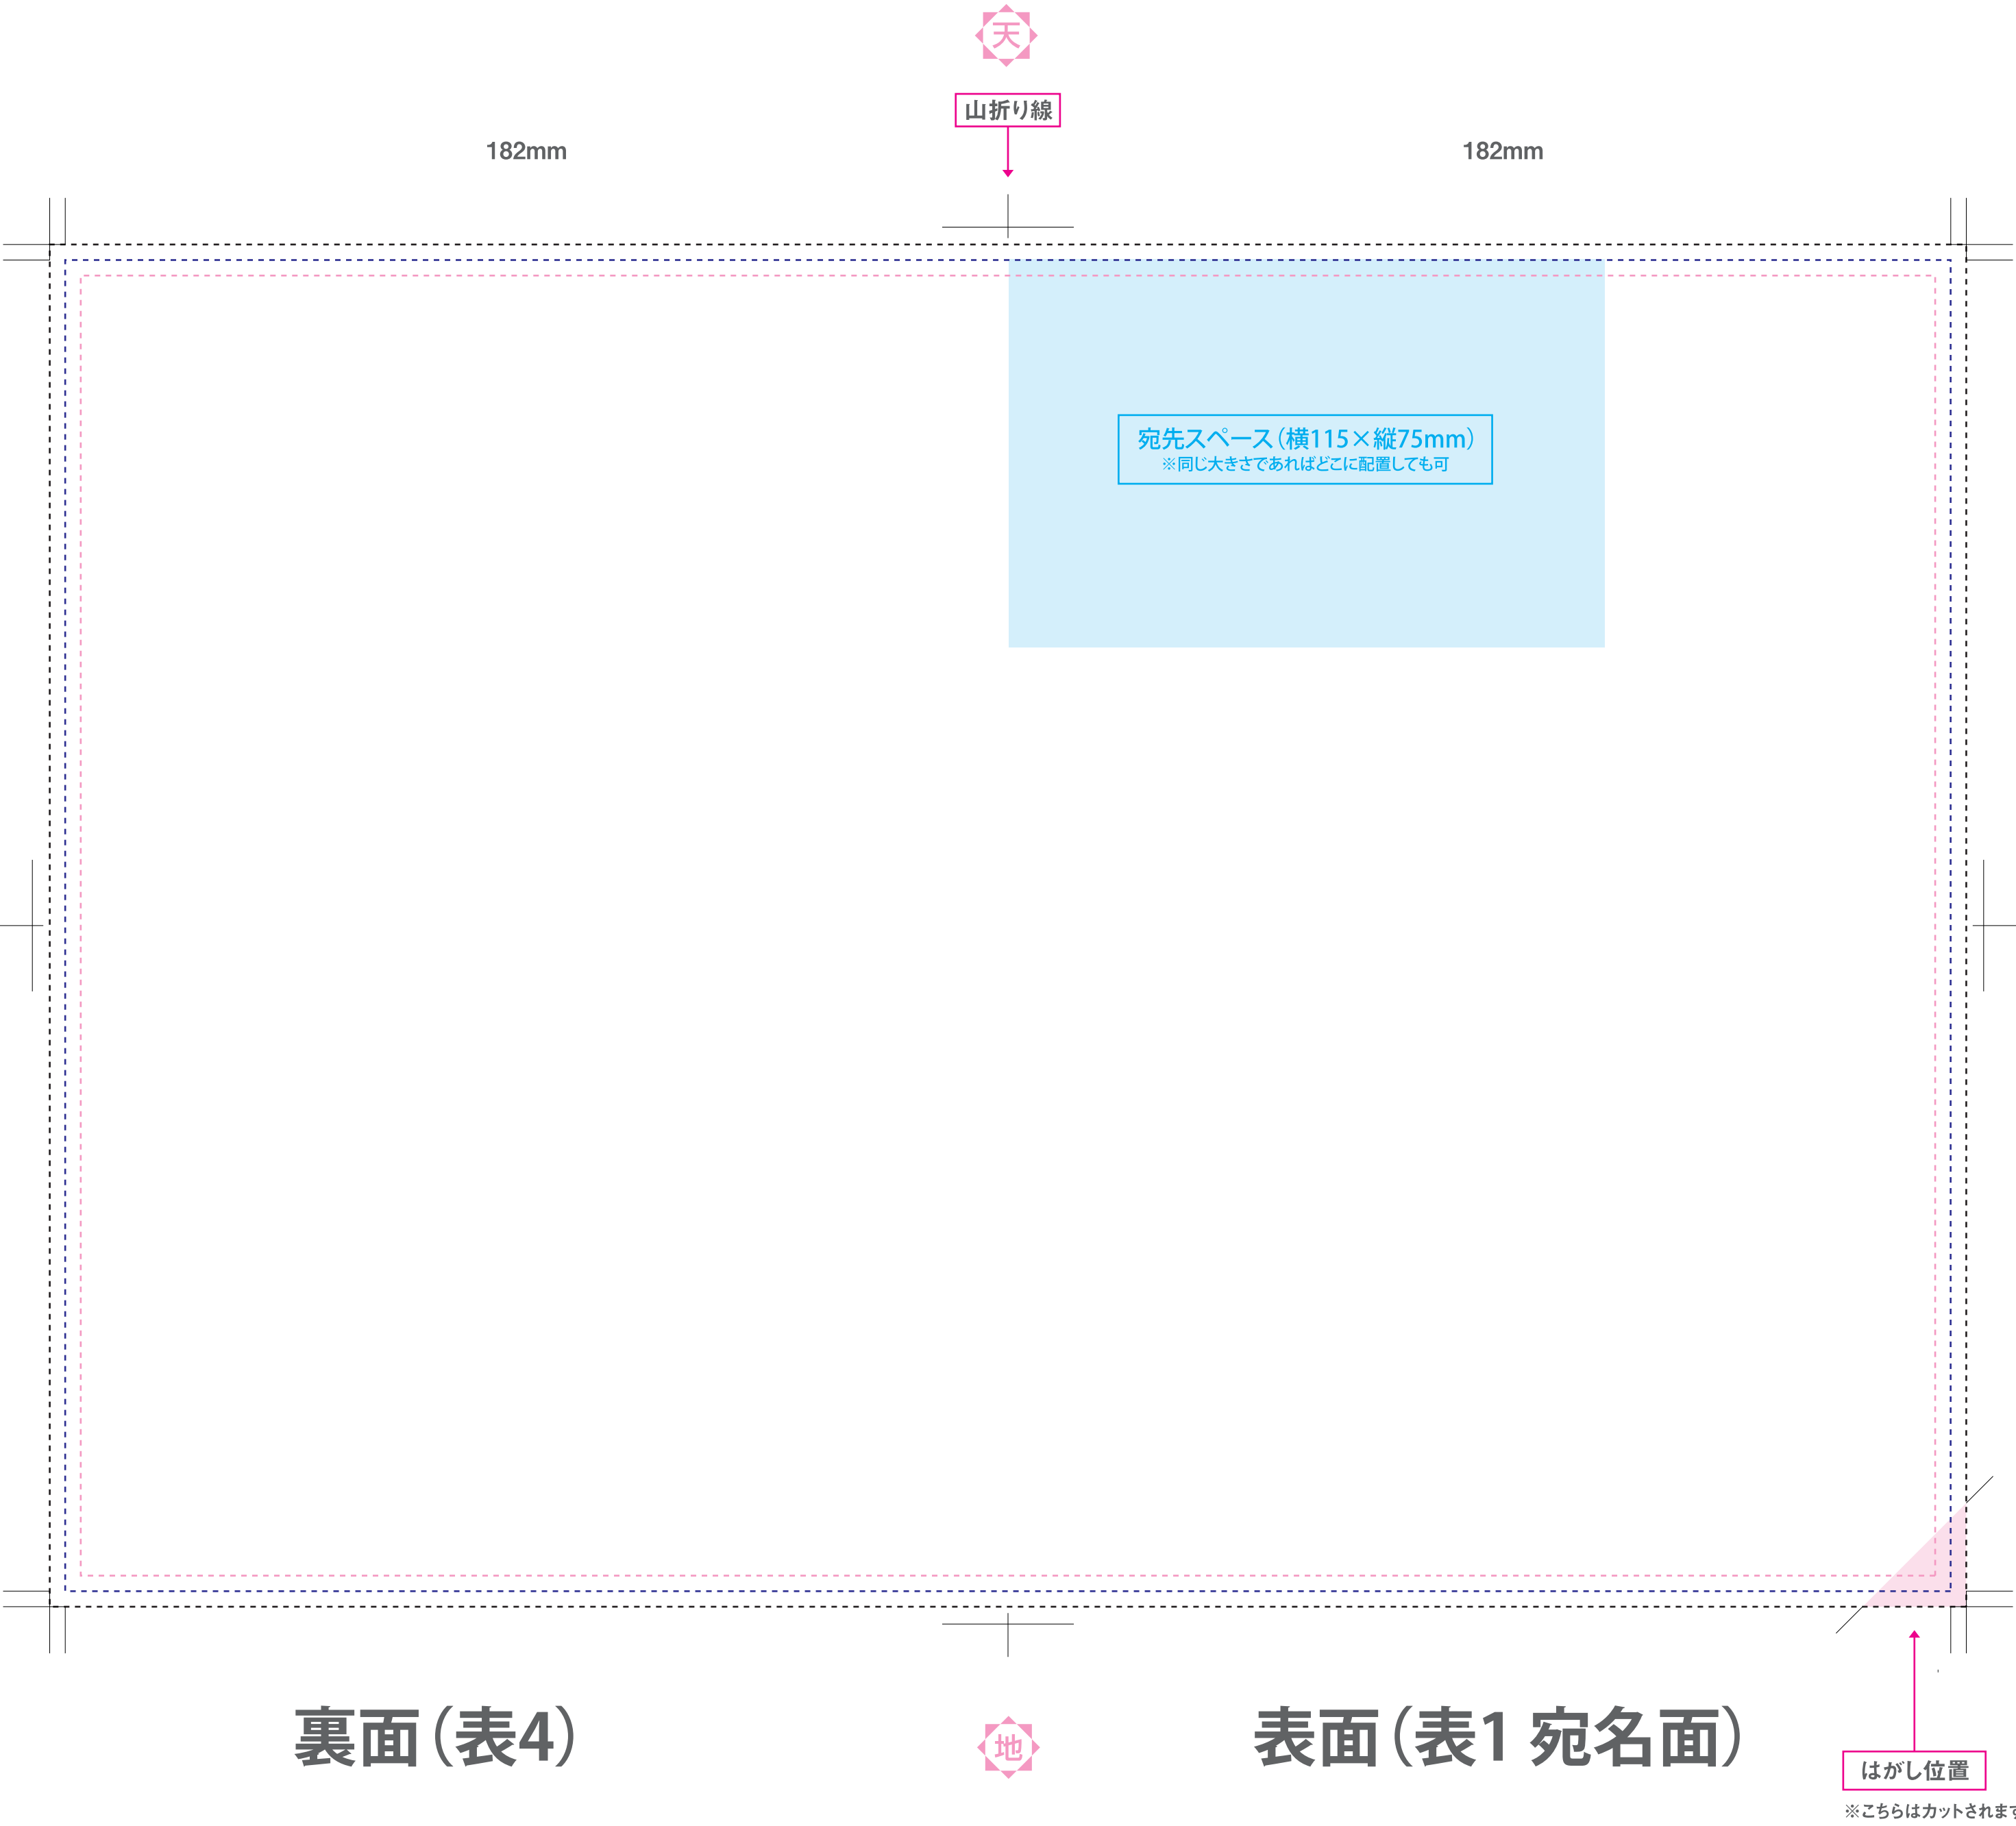 天
山折り線
182mm
182mm
宛先スペース（横115×縦75mm）
※同じ大きさであればどこに配置しても可
裏面（表4）
地
表面（表1 宛名面）
はがし位置
※こちらはカットされます